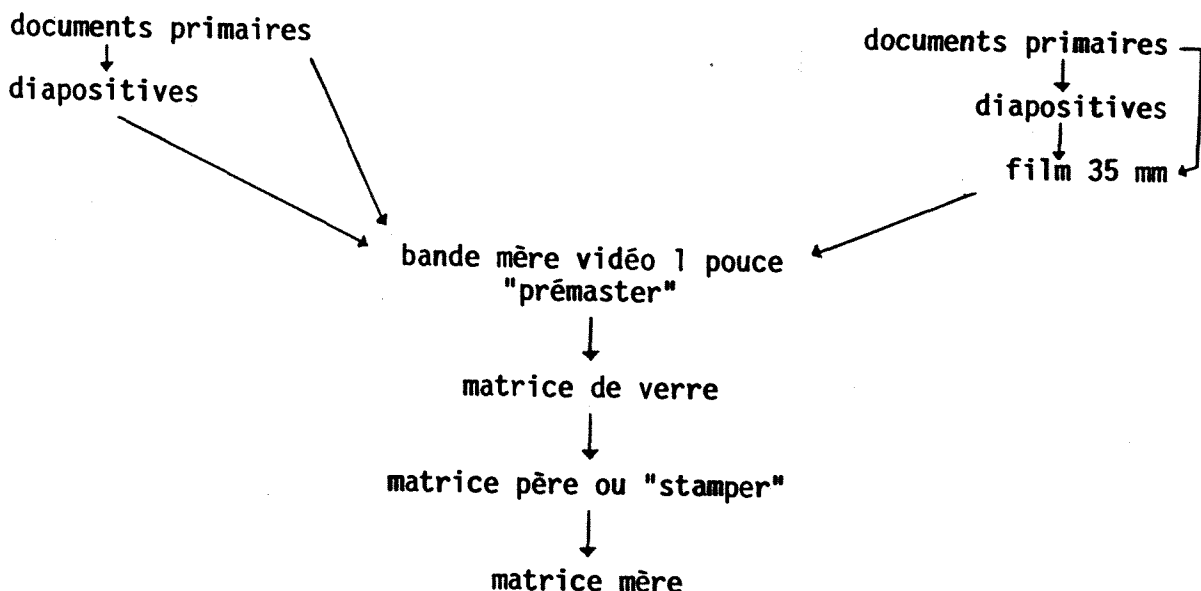 documents primaires
diapositives
documents primaires
diapositives
film 35 mm
bande mère vidéo 1 pouce
"prémaster"
matrice de verre
matrice père ou "stamper"
matrice mère